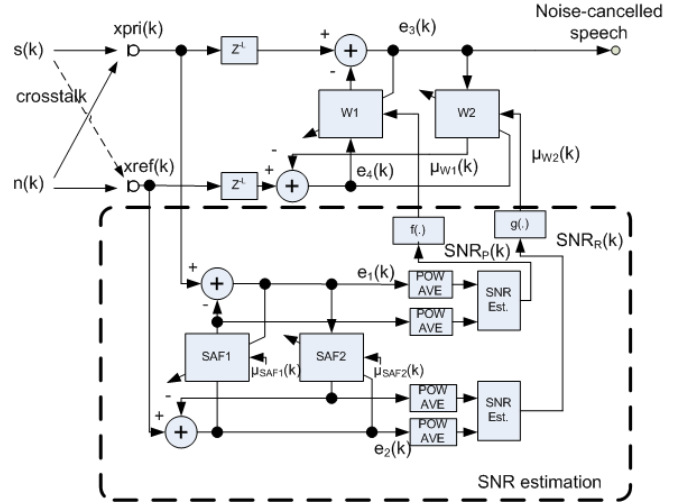 Noise-cancelled
speech
s(k)
xpri(k)
Z-L
+
-
+
e3(k)
crosstalk
W1
W2
n(k)
xref(k)
Z-L
+
-
+
e4(k)
μW1(k)
μW2(k)
f(.)
g(.)
SNRP(k)
SNRR(k)
+
-
+
e1(k)
POW
AVE
POW
AVE
SNR
Est.
SAF1
μSAF1(k)
SAF2
μSAF2(k)
+
-
+
e2(k)
POW
AVE
POW
AVE
SNR
Est.
SNR estimation